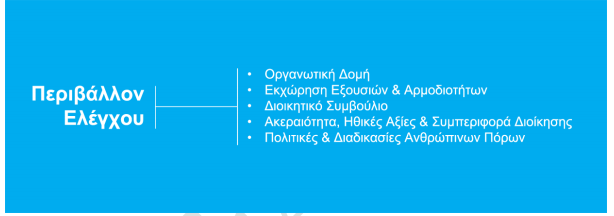 Περιβάλλον
Ελέγχου
• Οργανωτική Δομή
• Εκχώρηση Εξουσιών & Αρμοδιοτήτων
• Διοικητικό Συμβούλιο
• Ακεραιότητα, Ηθικές Αξίες & Συμπεριφορά Διοίκησης
• Πολιτικές & Διαδικασίες Ανθρώπινων Πόρων